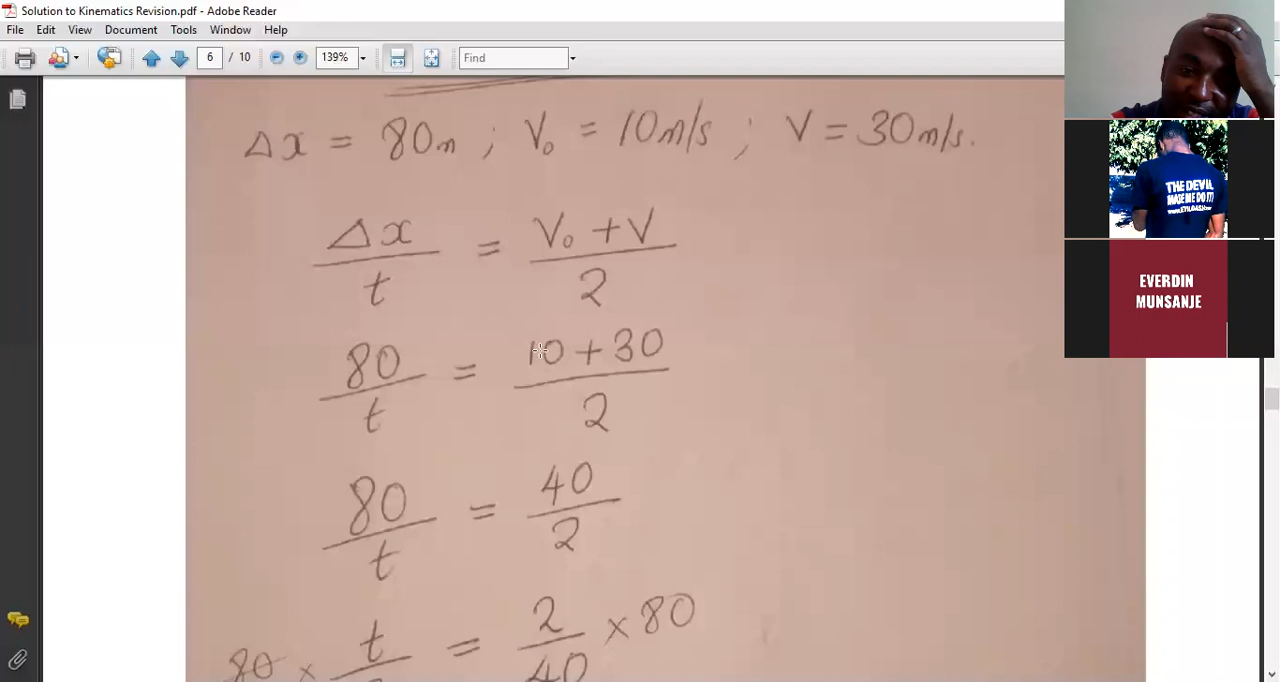 Solution to Kinematics Revision.pdf - Adobe Reader
File Edit View Document Tools Window Help
6 / 10 139% Find
Δx = 80m ; V₀ = 10m/s ; V = 30m/s.
Δx/t = (V₀ + V)/2
80/t = (10 + 30)/2
80/t = 40/2
80 × t/ = 2/40 × 80
THE DEVIL
MADE ME DO IT!
EVERDIN
MUNSANJE